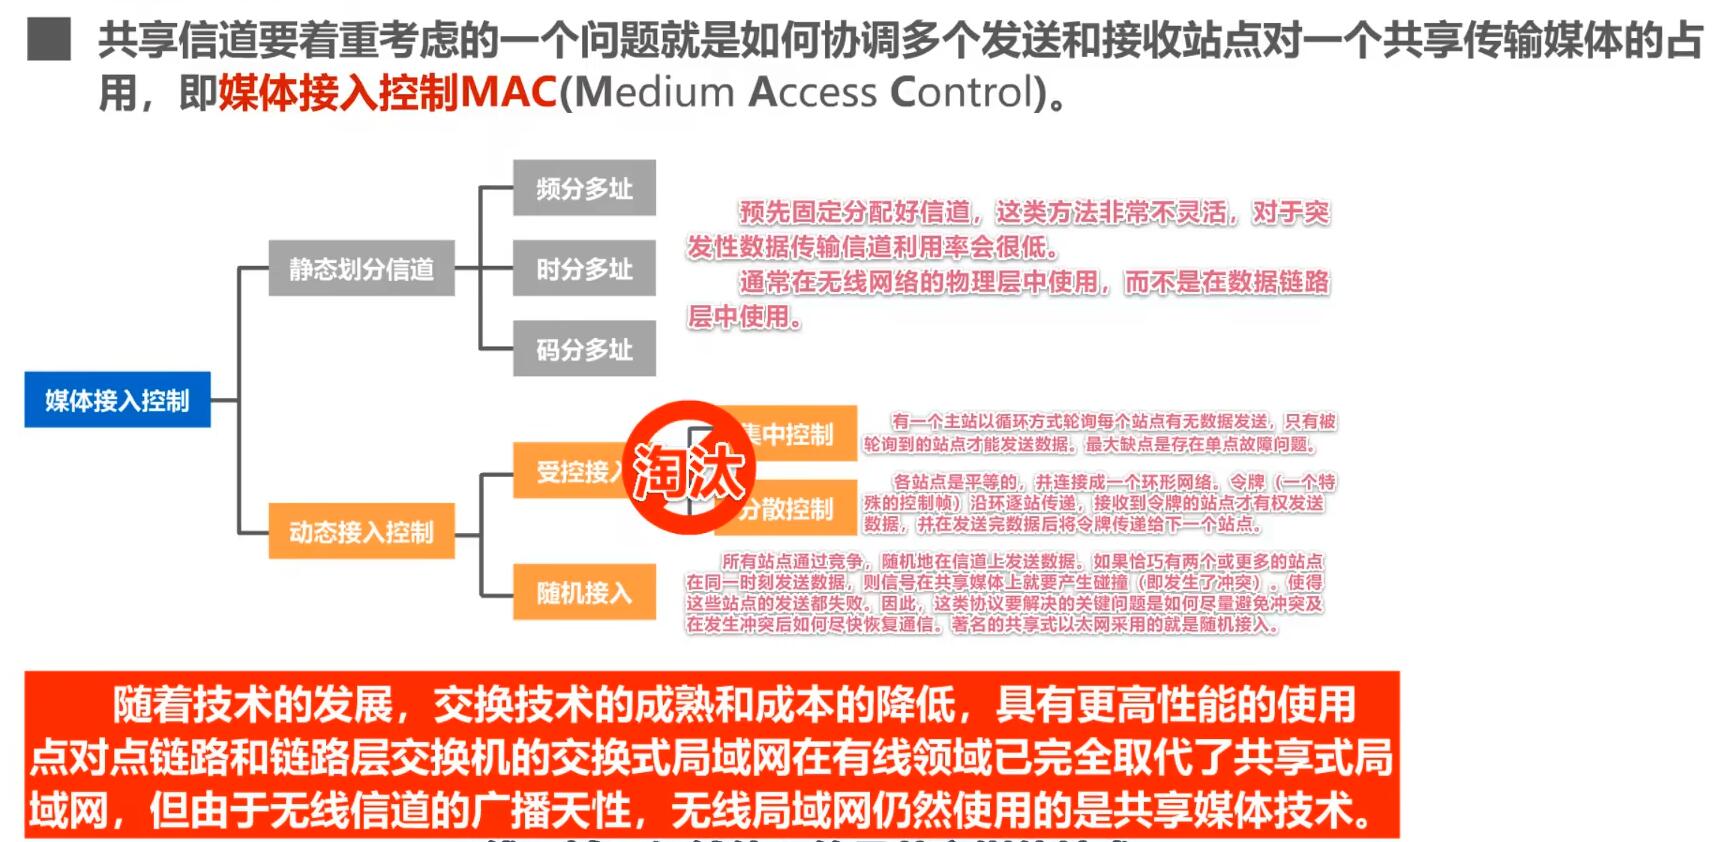 共享信道要着重考虑的一个问题就是如何协调多个发送和接收站点对一个共享传输媒体的占
用，即媒体接入控制MAC(Medium Access Control)。
频分多址
静态划分信道
时分多址
码分多址
预先固定分配好信道，这类方法非常不灵活，对于突
发性数据传输信道利用率会很低。
通常在无线网络的物理层中使用，而不是在数据链路
层中使用。
媒体接入控制
动态接入控制
受控接入
淘汰
集中控制
有一个主站以循环方式轮询每个站点有无数据发送，只有被
轮询到的站点才能发送数据。最大缺点是存在单点故障问题。
分散控制
各站点是平等的，并连接成一个环形网络。令牌（一个特
殊的控制帧）沿环逐站传递，接收到令牌的站点才有权发送
数据，并在发送完数据后将令牌传递给下一个站点。
随机接入
所有站点通过竞争，随机地在信道上发送数据。如果恰巧有两个或更多的站点
在同一时刻发送数据，则信号在共享媒体上就要产生碰撞（即发生了冲突）。使得
这些站点的发送都失败。因此，这类协议要解决的关键问题是如何尽量避免冲突及
在发生冲突后如何尽快恢复通信。著名的共享式以太网采用的就是随机接入。
随着技术的发展，交换技术的成熟和成本的降低，具有更高性能的使用
点对点链路和链路层交换机的交换式局域网在有线领域已完全取代了共享式局
域网，但由于无线信道的广播天性，无线局域网仍然使用的是共享媒体技术。